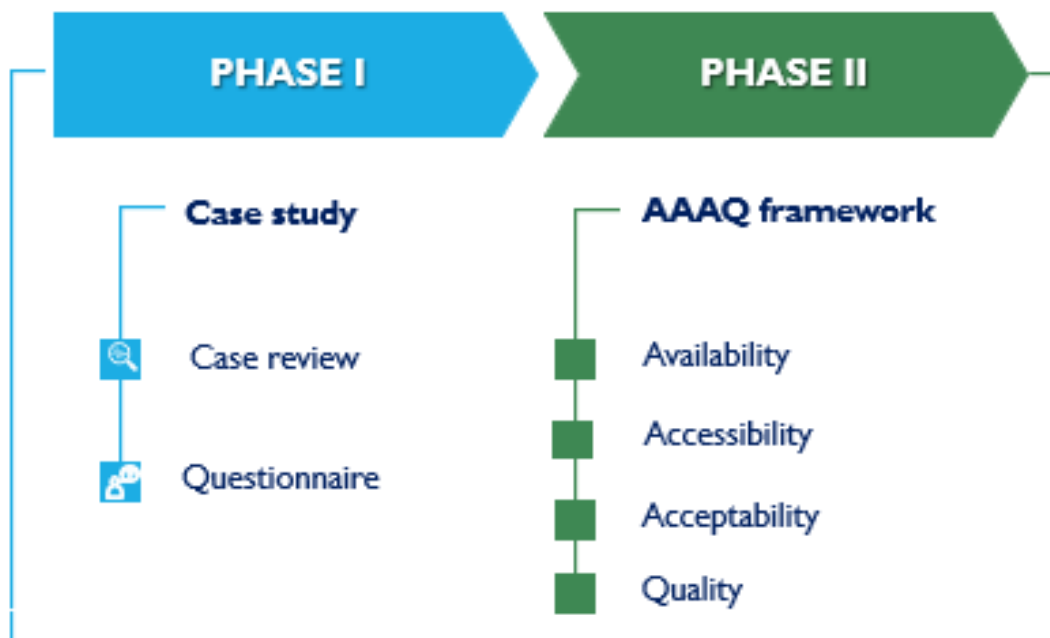 PHASE I
PHASE II
Case study
Case review
Questionnaire
AAAQ framework
Availability
Accessibility
Acceptability
Quality